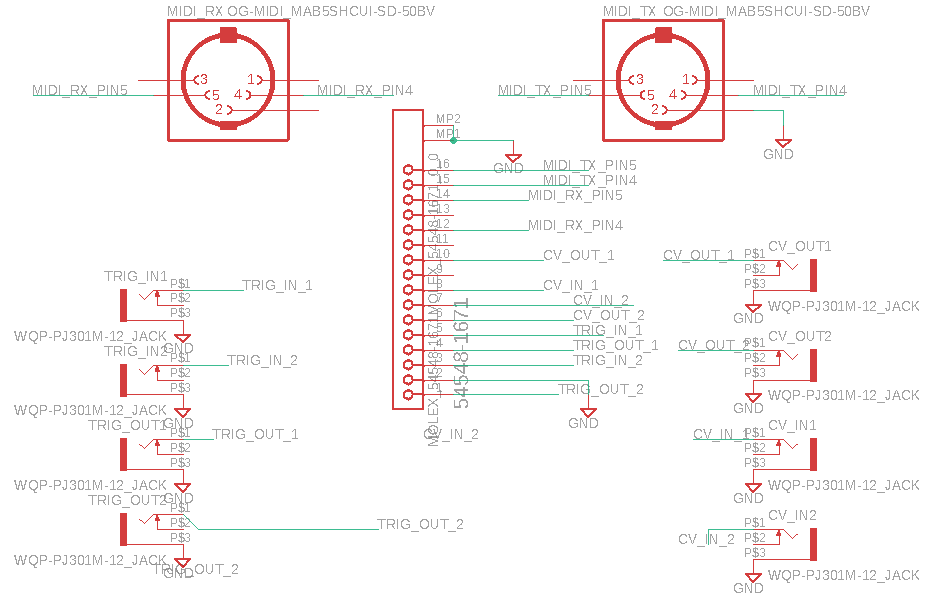 MIDI_RX OG-MIDI_MAB5SHCUI-SD-50BV
MIDI_TX OG-MIDI_MAB5SHCUI-SD-50BV
3 1
5 4
2
MIDI_RX_PIN5
MIDI_RX_PIN4
3 1
5 4
2
MIDI_TX_PIN5
MIDI_TX_PIN4
GND
MP2
MP1
GND
16 MIDI_TX_PIN5
15 MIDI_TX_PIN4
14 MIDI_RX_PIN5
13
12 MIDI_RX_PIN4
11
10 CV_OUT_1
9
8 CV_IN_1
7 CV_IN_2
6 CV_OUT_2
5 TRIG_IN_1
4 TRIG_OUT_1
3 TRIG_IN_2
TRIG_OUT_2
1
GND
CV_IN_2
54548-1671
TRIG_IN1
P$1 TRIG_IN_1
P$2
P$3
GND
WQP-PJ301M-12_JACK
TRIG_IN2
P$1 TRIG_IN_2
P$2
P$3
GND
WQP-PJ301M-12_JACK
TRIG_OUT1
P$1 TRIG_OUT_1
P$2
P$3
GND
WQP-PJ301M-12_JACK
TRIG_OUT2
P$1
P$2 TRIG_OUT_2
P$3
GND
WQP-PJ301M-12_JACK
TRIG_OUT_2
CV_OUT1
CV_OUT_1 P$1
P$2
P$3
GND
WQP-PJ301M-12_JACK
CV_OUT2
CV_OUT_2 P$1
P$2
P$3
GND
WQP-PJ301M-12_JACK
CV_IN1
CV_IN_1 P$1
P$2
P$3
GND
WQP-PJ301M-12_JACK
CV_IN2
P$1
CV_IN_2 P$2
P$3
GND
WQP-PJ301M-12_JACK